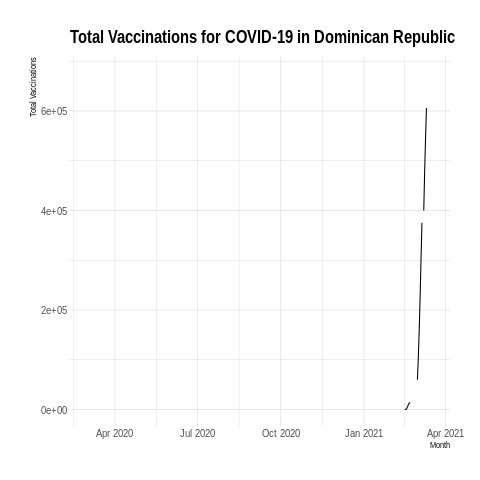 Total Vaccinations for COVID-19 in Dominican Republic
Total Vaccinations
6e+05
4e+05
2e+05
0e+00
Apr 2020
Jul 2020
Oct 2020
Jan 2021
Apr 2021
Month